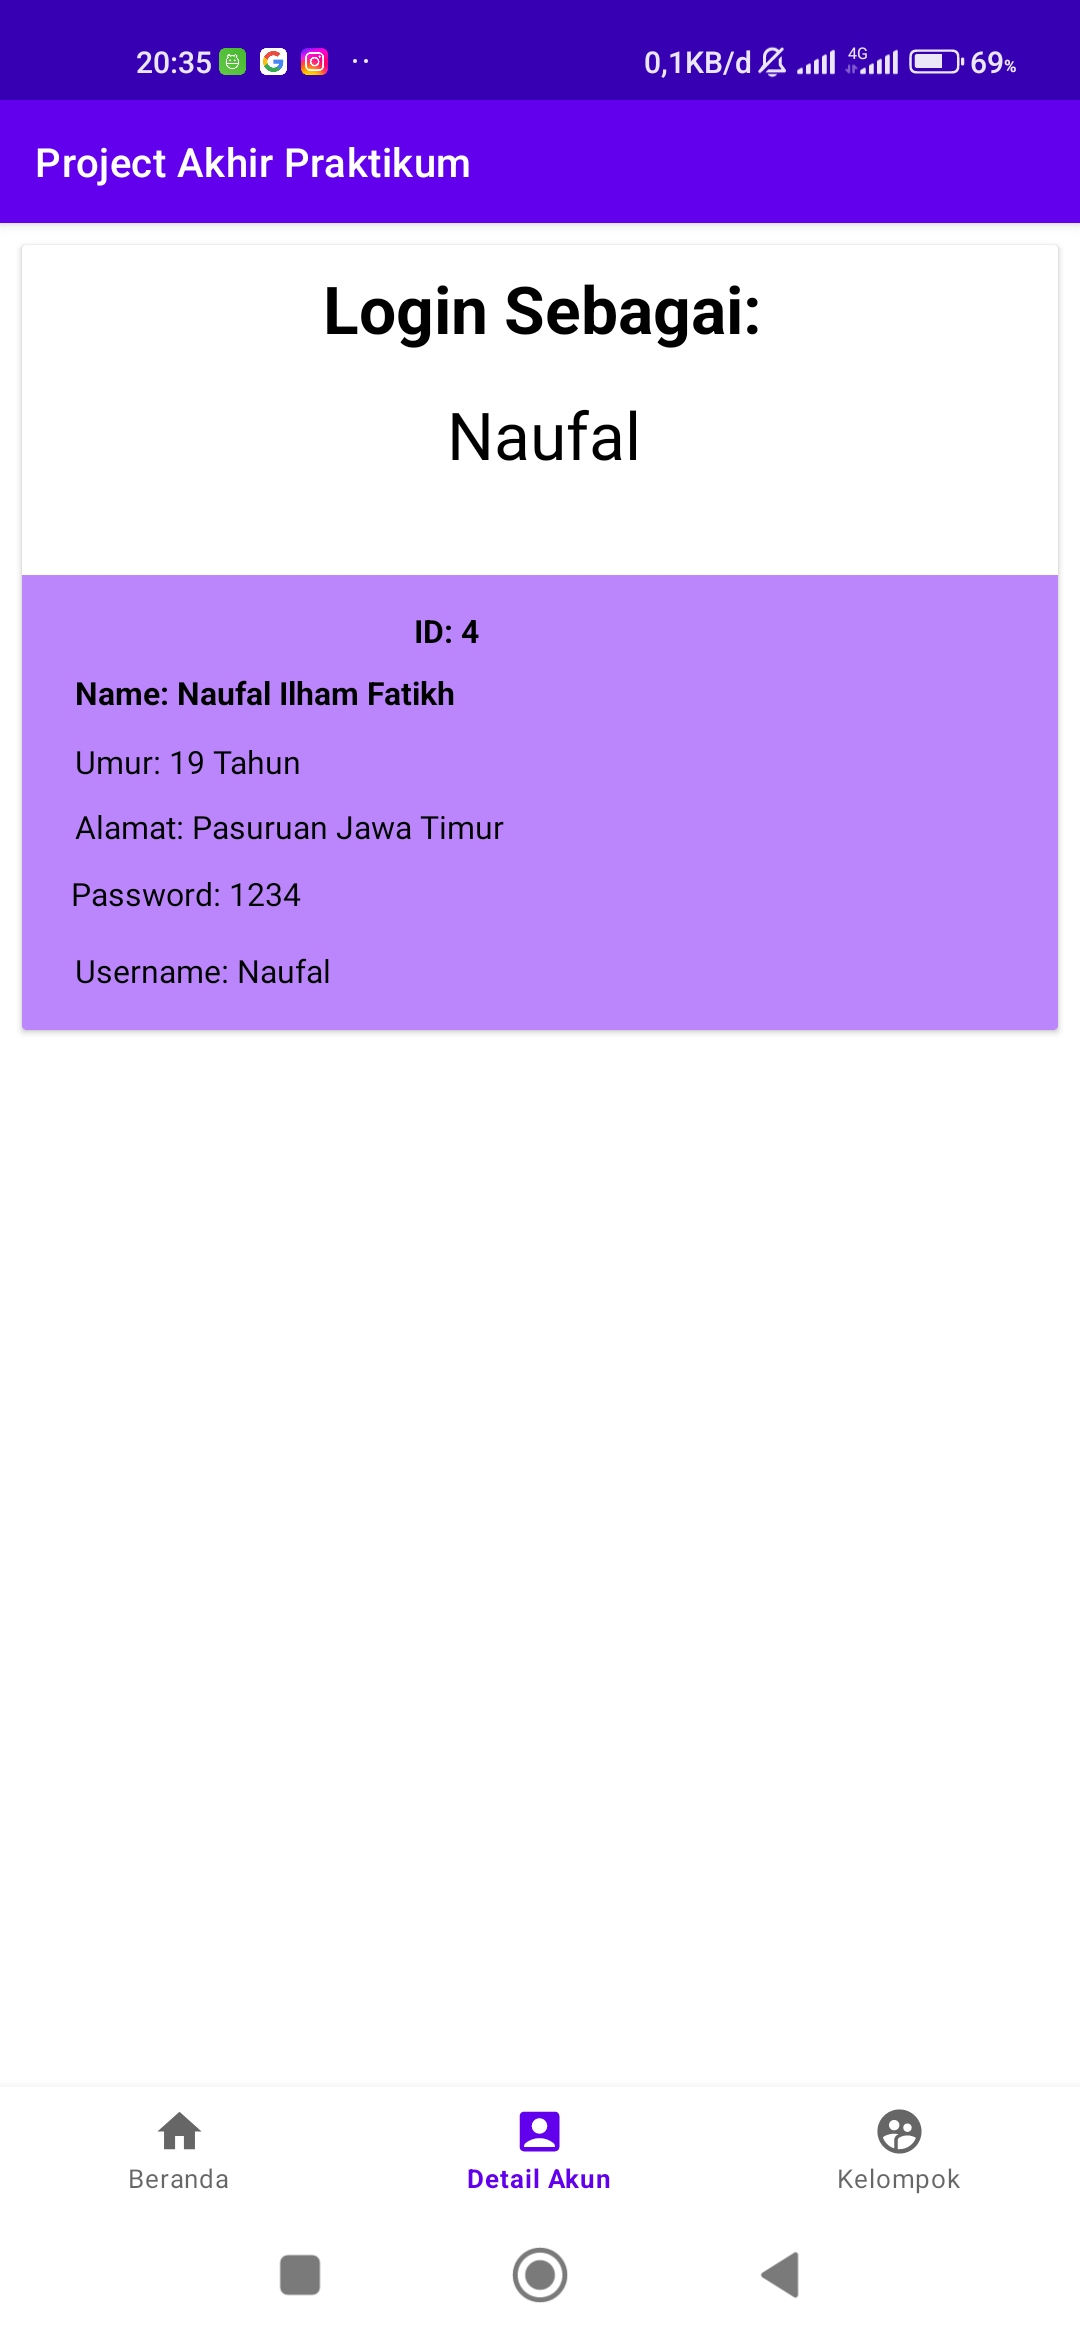 20:35 0,1KB/d 4G 69%
Project Akhir Praktikum
Login Sebagai:
Naufal
ID: 4
Name: Naufal Ilham Fatikh
Umur: 19 Tahun
Alamat: Pasuruan Jawa Timur
Password: 1234
Username: Naufal
Beranda Detail Akun Kelompok